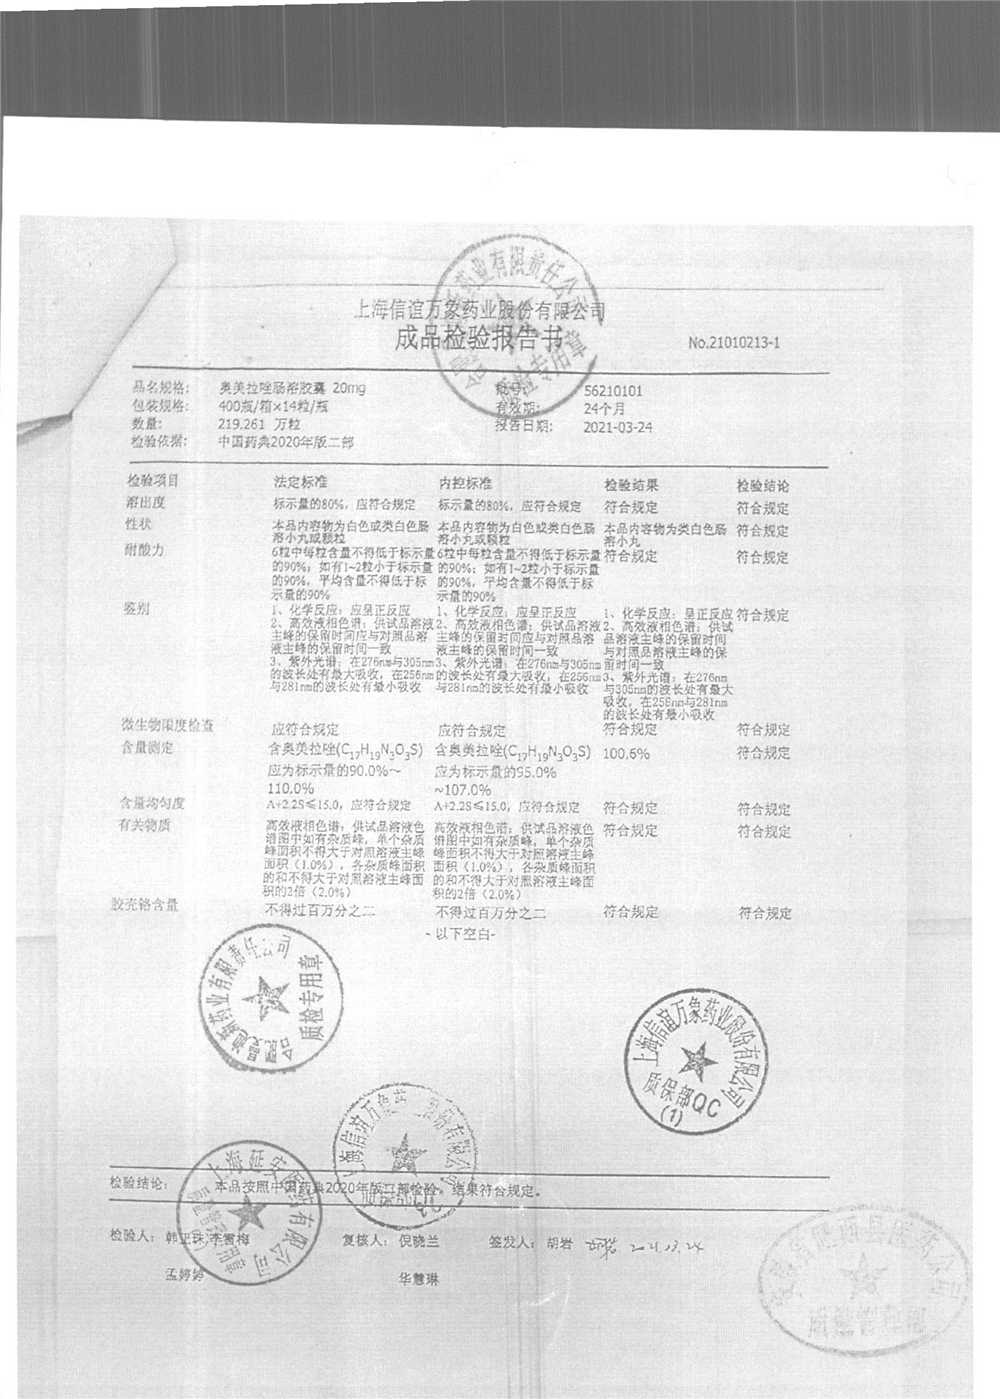 上海信谊万象药业股份有限公司
成品检验报告书
No.21010213-1
品名规格： 奥美拉唑肠溶胶囊 20mg 批号： 56210101
包装规格： 400瓶/箱×14粒/瓶 有效期： 24个月
数量： 219.261 万粒 报告日期： 2021-03-24
检验依据： 中国药典2020年版二部
检验项目 法定标准 内控标准 检验结果 检验结论
溶出度 标示量的80%，应符合规定 标示量的80%，应符合规定 符合规定 符合规定
性状 本品内容物为白色或类白色肠 本品内容物为白色或类白色肠 本品内容物为类白色肠 符合规定
溶小丸或颗粒 溶小丸或颗粒 溶小丸
耐酸力 6粒中每粒含量不得低于标示量 6粒中每粒含量不得低于标示量 符合规定 符合规定
的90%；如有1~2粒小于标示量 的90%；如有1~2粒小于标示量
的90%，平均含量不得低于标 的90%，平均含量不得低于标
示量的90% 示量的90%
鉴别 1、化学反应：应呈正反应 1、化学反应：应呈正反应 1、化学反应：呈正反应 符合规定
2、高效液相色谱：供试品溶液 2、高效液相色谱：供试品溶液 2、高效液相色谱：供试
主峰的保留时间应与对照品溶 主峰的保留时间应与对照品溶 品溶液主峰的保留时间
液主峰的保留时间一致 液主峰的保留时间一致 与对照品溶液主峰的保
3、紫外光谱：在276nm与305nm 3、紫外光谱：在276nm与305nm 留时间一致
的波长处有最大吸收，在256nm 的波长处有最大吸收，在256nm 3、紫外光谱：在276nm
与281nm的波长处有最小吸收 与281nm的波长处有最小吸收 与305nm的波长处有最大
吸收，在256nm与281nm
的波长处有最小吸收
微生物限度检查 应符合规定 应符合规定 符合规定 符合规定
含量测定 含奥美拉唑(C17H19N3O3S) 含奥美拉唑(C17H19N3O3S) 100.6% 符合规定
应为标示量的90.0%～ 应为标示量的95.0%
110.0% ~107.0%
含量均匀度 A+2.2S≤15.0，应符合规定 A+2.2S≤15.0，应符合规定 符合规定 符合规定
有关物质 高效液相色谱：供试品溶液色 高效液相色谱：供试品溶液色 符合规定 符合规定
谱图中如有杂质峰，单个杂质 谱图中如有杂质峰，单个杂质
峰面积不得大于对照溶液主峰 峰面积不得大于对照溶液主峰
面积（1.0%），各杂质峰面积 面积（1.0%），各杂质峰面积
的和不得大于对照溶液主峰面 的和不得大于对照溶液主峰面
积的2倍（2.0%） 积的2倍（2.0%）
胶壳铬含量 不得过百万分之二 不得过百万分之二 符合规定 符合规定
-以下空白-
药业有限责任公司
质检专用章
上海信谊万象药业股份有限公司
质保部QC
(1)
检验结论： 本品按照中国药典2020年版二部检验，结果符合规定。
上海延安
有限公司
检验人： 韩卫珠 李雷梅 复核人： 倪晓兰 签发人： 胡岩
孟婷婷 华慧琳
质量管理部